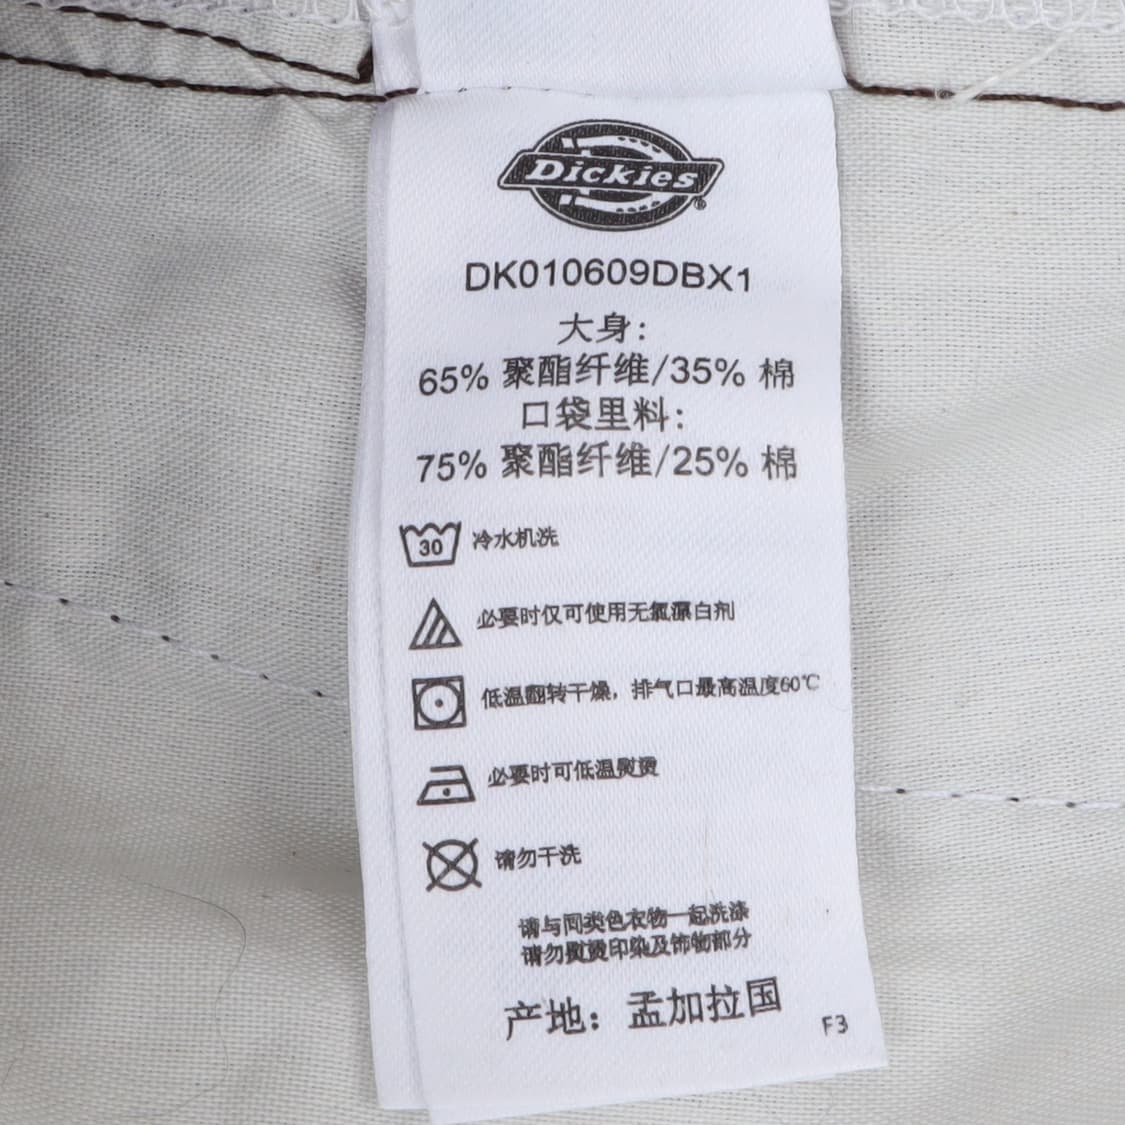 Dickies®
DK010609DBX1
大身:
65% 聚酯纤维/35% 棉
口袋里料:
75% 聚酯纤维/25% 棉
30 冷水机洗
必要时仅可使用无氯漂白剂
低温翻转干燥，排气口最高温度60℃
必要时可低温熨烫
请勿干洗
请与同类色衣物一起洗涤
请勿熨烫印染及饰物部分
产地：孟加拉国
F3